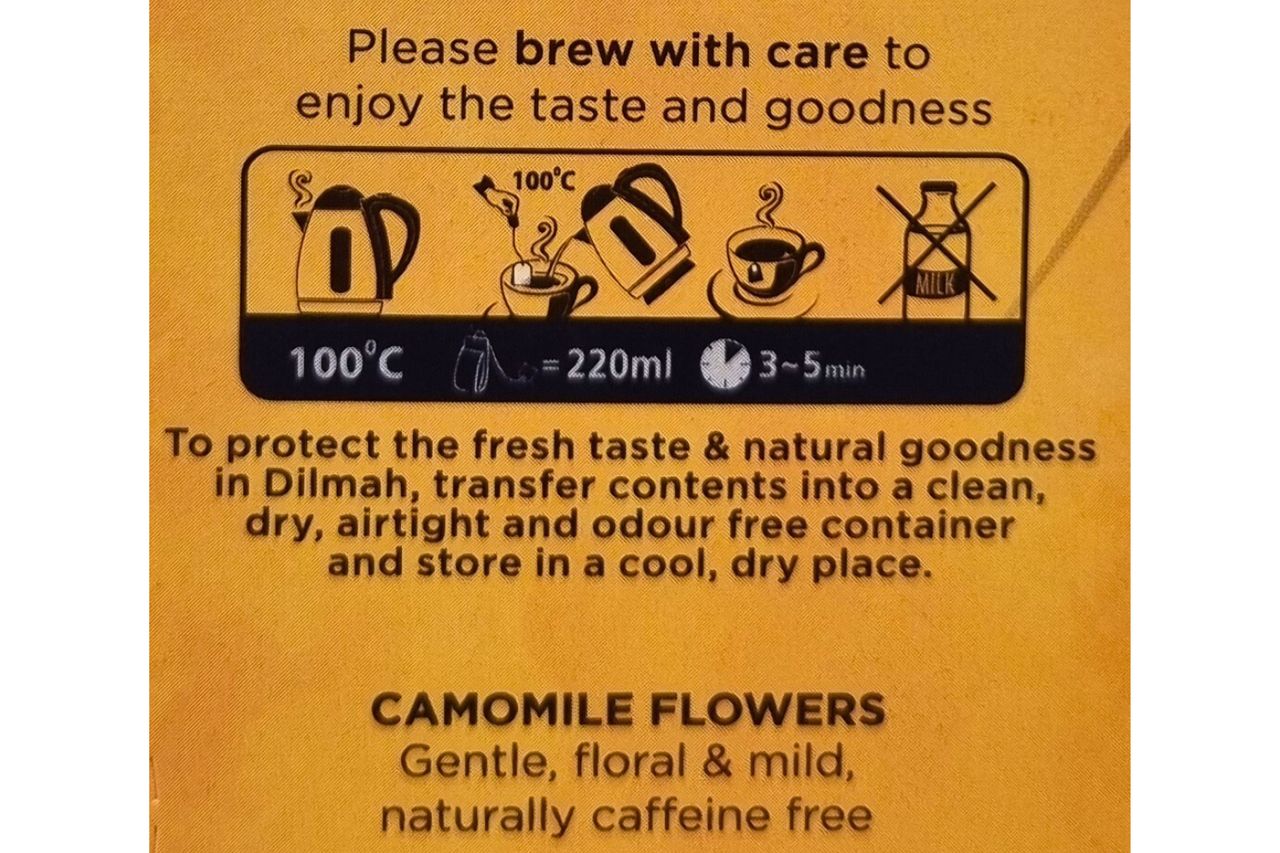 Please brew with care to
enjoy the taste and goodness
100°C
MILK
100°C = 220ml 3~5min
To protect the fresh taste & natural goodness
in Dilmah, transfer contents into a clean,
dry, airtight and odour free container
and store in a cool, dry place.
CAMOMILE FLOWERS
Gentle, floral & mild,
naturally caffeine free